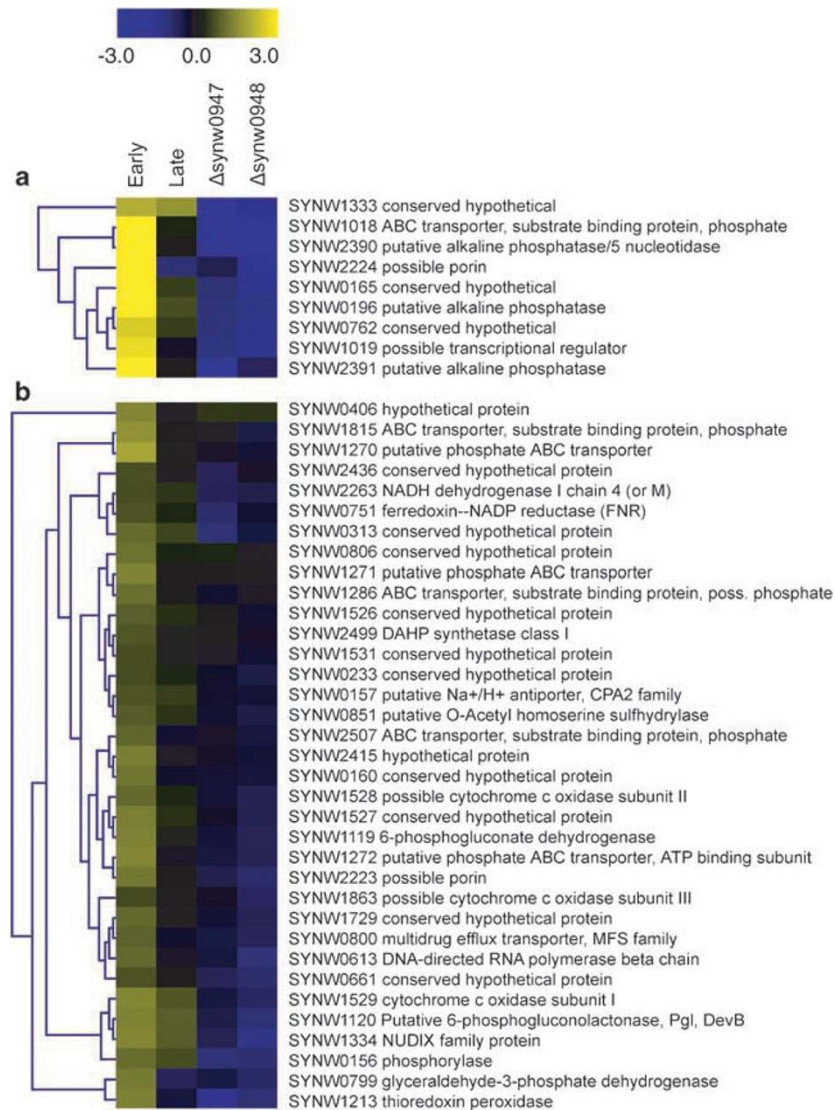 -3.0 0.0 3.0
Early Late Δsynw0947 Δsynw0948
a
SYNW1333 conserved hypothetical
SYNW1018 ABC transporter, substrate binding protein, phosphate
SYNW2390 putative alkaline phosphatase/5 nucleotidase
SYNW2224 possible porin
SYNW0165 conserved hypothetical
SYNW0196 putative alkaline phosphatase
SYNW0762 conserved hypothetical
SYNW1019 possible transcriptional regulator
SYNW2391 putative alkaline phosphatase
b
SYNW0406 hypothetical protein
SYNW1815 ABC transporter, substrate binding protein, phosphate
SYNW1270 putative phosphate ABC transporter
SYNW2436 conserved hypothetical protein
SYNW2263 NADH dehydrogenase I chain 4 (or M)
SYNW0751 ferredoxin--NADP reductase (FNR)
SYNW0313 conserved hypothetical protein
SYNW0806 conserved hypothetical protein
SYNW1271 putative phosphate ABC transporter
SYNW1286 ABC transporter, substrate binding protein, poss. phosphate
SYNW1526 conserved hypothetical protein
SYNW2499 DAHP synthetase class I
SYNW1531 conserved hypothetical protein
SYNW0233 conserved hypothetical protein
SYNW0157 putative Na+/H+ antiporter, CPA2 family
SYNW0851 putative O-Acetyl homoserine sulfhydrylase
SYNW2507 ABC transporter, substrate binding protein, phosphate
SYNW2415 hypothetical protein
SYNW0160 conserved hypothetical protein
SYNW1528 possible cytochrome c oxidase subunit II
SYNW1527 conserved hypothetical protein
SYNW1119 6-phosphogluconate dehydrogenase
SYNW1272 putative phosphate ABC transporter, ATP binding subunit
SYNW2223 possible porin
SYNW1863 possible cytochrome c oxidase subunit III
SYNW1729 conserved hypothetical protein
SYNW0800 multidrug efflux transporter, MFS family
SYNW0613 DNA-directed RNA polymerase beta chain
SYNW0661 conserved hypothetical protein
SYNW1529 cytochrome c oxidase subunit I
SYNW1120 Putative 6-phosphogluconolactonase, Pgl, DevB
SYNW1334 NUDIX family protein
SYNW0156 phosphorylase
SYNW0799 glyceraldehyde-3-phosphate dehydrogenase
SYNW1213 thioredoxin peroxidase